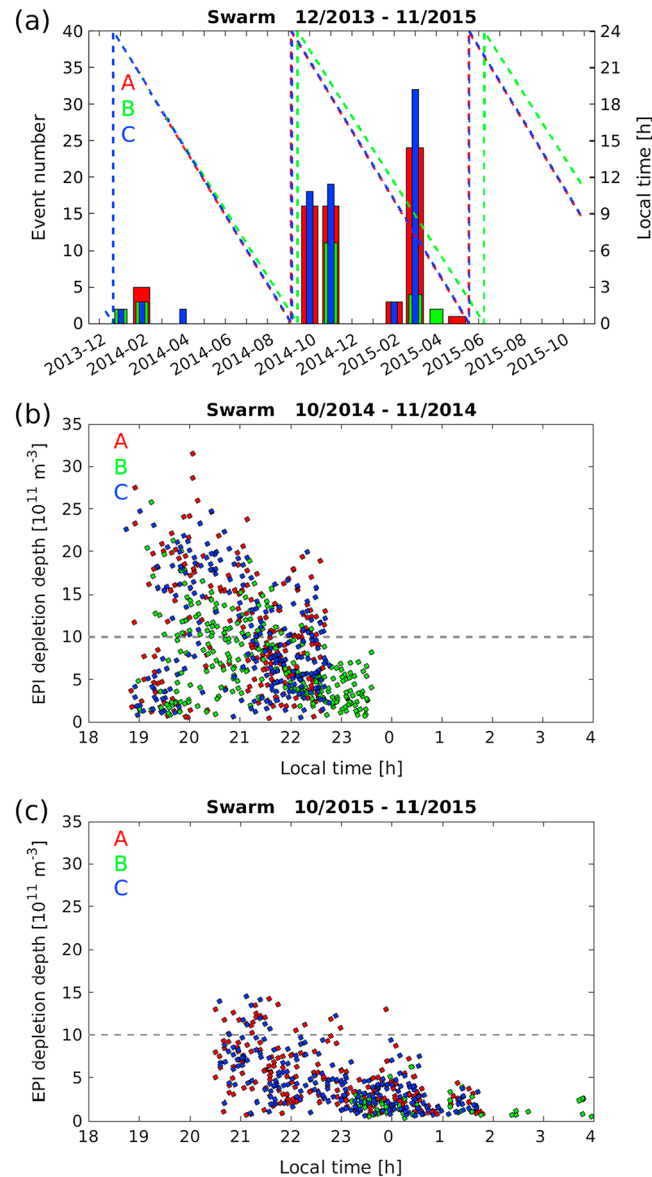 (a)
Swarm 12/2013 - 11/2015
40
35
30
25
20
15
10
5
0
Event number
A
B
C
24
21
18
15
12
9
6
3
0
Local time [h]
2013-12
2014-02
2014-04
2014-06
2014-08
2014-10
2014-12
2015-02
2015-04
2015-06
2015-08
2015-10
(b)
Swarm 10/2014 - 11/2014
35
30
25
20
15
10
5
0
EPI depletion depth [10¹¹ m⁻³]
A
B
C
18 19 20 21 22 23 0 1 2 3 4
Local time [h]
(c)
Swarm 10/2015 - 11/2015
35
30
25
20
15
10
5
0
EPI depletion depth [10¹¹ m⁻³]
A
B
C
18 19 20 21 22 23 0 1 2 3 4
Local time [h]